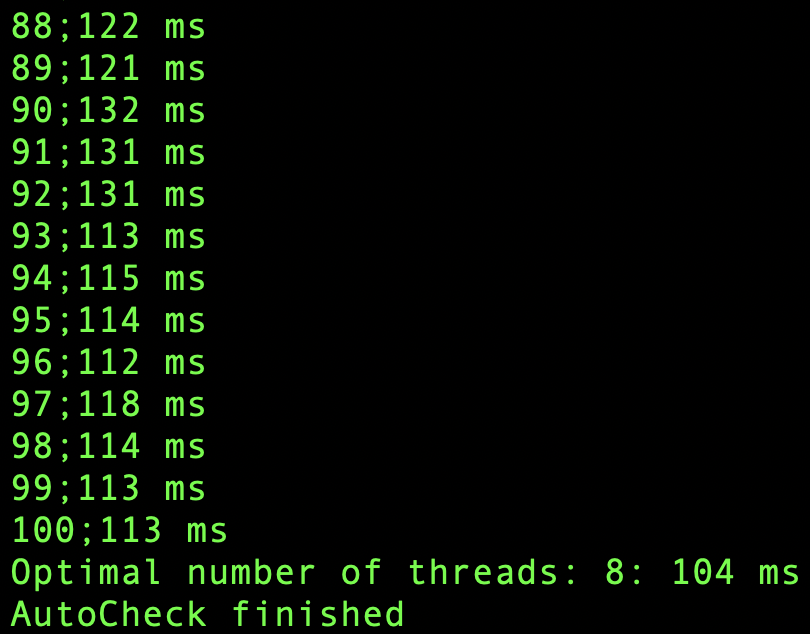 88;122 ms
89;121 ms
90;132 ms
91;131 ms
92;131 ms
93;113 ms
94;115 ms
95;114 ms
96;112 ms
97;118 ms
98;114 ms
99;113 ms
100;113 ms
Optimal number of threads: 8: 104 ms
AutoCheck finished